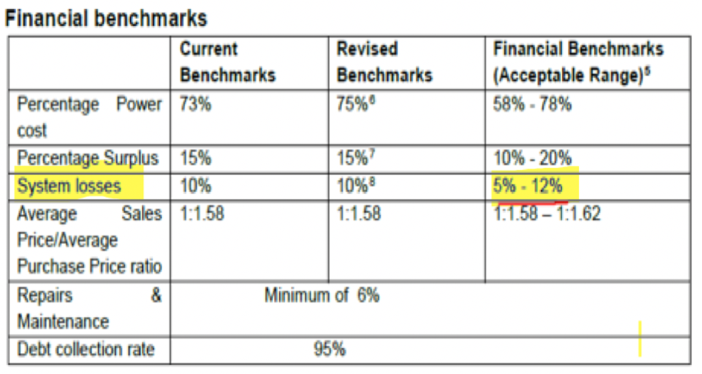 Financial benchmarks
Current Benchmarks
Revised Benchmarks
Financial Benchmarks (Acceptable Range)⁵
Percentage Power cost
73%
75%⁶
58% - 78%
Percentage Surplus
15%
15%⁷
10% - 20%
System losses
10%
10%⁸
5% - 12%
Average Sales Price/Average Purchase Price ratio
1:1.58
1:1.58
1:1.58 – 1:1.62
Repairs & Maintenance
Minimum of 6%
Debt collection rate
95%